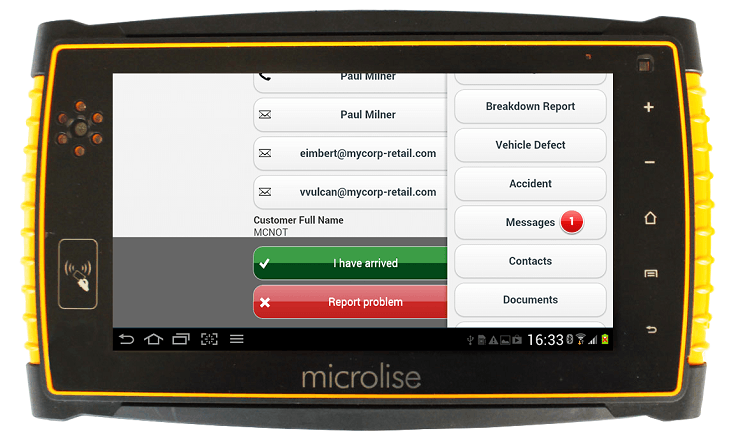 Paul Milner
Paul Milner
eimbert@mycorp-retail.com
vvulcan@mycorp-retail.com
Customer Full Name
MCNOT
I have arrived
Report problem
Breakdown Report
Vehicle Defect
Accident
Messages 1
Contacts
Documents
16:33
microlise